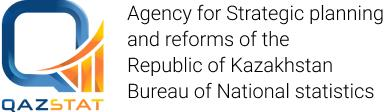 Agency for Strategic planning
and reforms of the
Republic of Kazakhstan
Bureau of National statistics
QAZSTAT